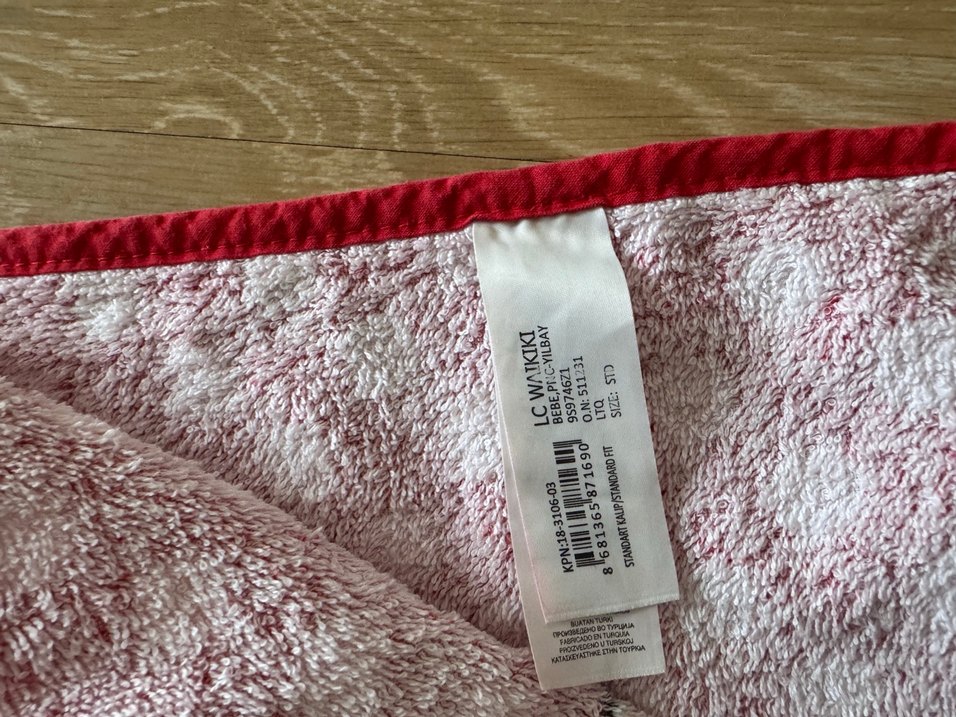 LC WAIKIKI
BEBE,PNC-YILBAY
9S9746Z1
O.N: 511231
LTQ
SIZE: STD
KPN:18-3106-03
8 681365 871690
STANDART KALIP/STANDARD FIT
BUATAN TURKI
ПРОИЗВЕДЕНО ВО ТУРЦИЈА
FABRICADO EN TURQUIA
PROIZVEDENO U TURSKOJ
ΚΑΤΑΣΚΕΥΑΣΤΗΚΕ ΣΤΗΝ ΤΟΥΡΚΙΑ